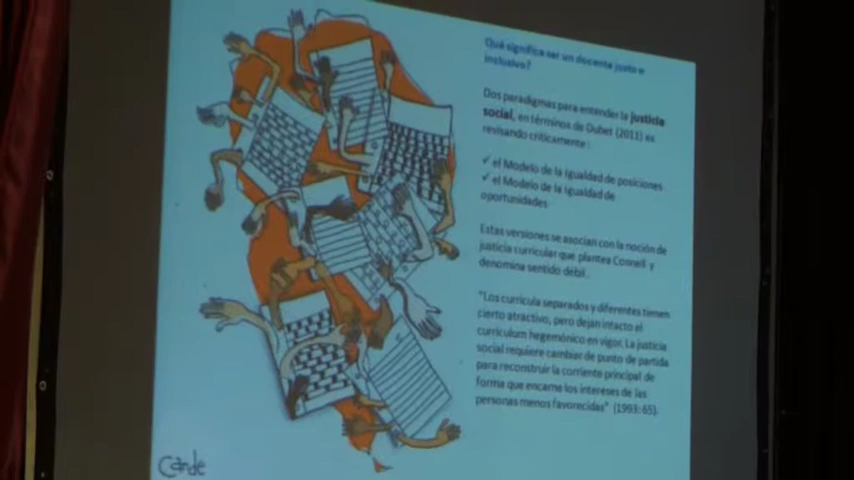 Qué significa ser un docente justo e
inclusivo?
Dos paradigmas para entender la justicia
social, en términos de Dubet (2011) es
revisando críticamente :
✓ el Modelo de la Igualdad de posiciones
✓ el Modelo de la Igualdad de
oportunidades
Estas versiones se asocian con la noción de
justicia curricular que plantea Connell y
denomina sentido débil .
"Los currícula separados y diferentes tienen
cierto atractivo, pero dejan intacto el
curriculum hegemónico en vigor. La justicia
social requiere cambiar de punto de partida
para reconstruir la corriente principal de
forma que encarne los intereses de las
personas menos favorecidas" (1993: 65).
Cande